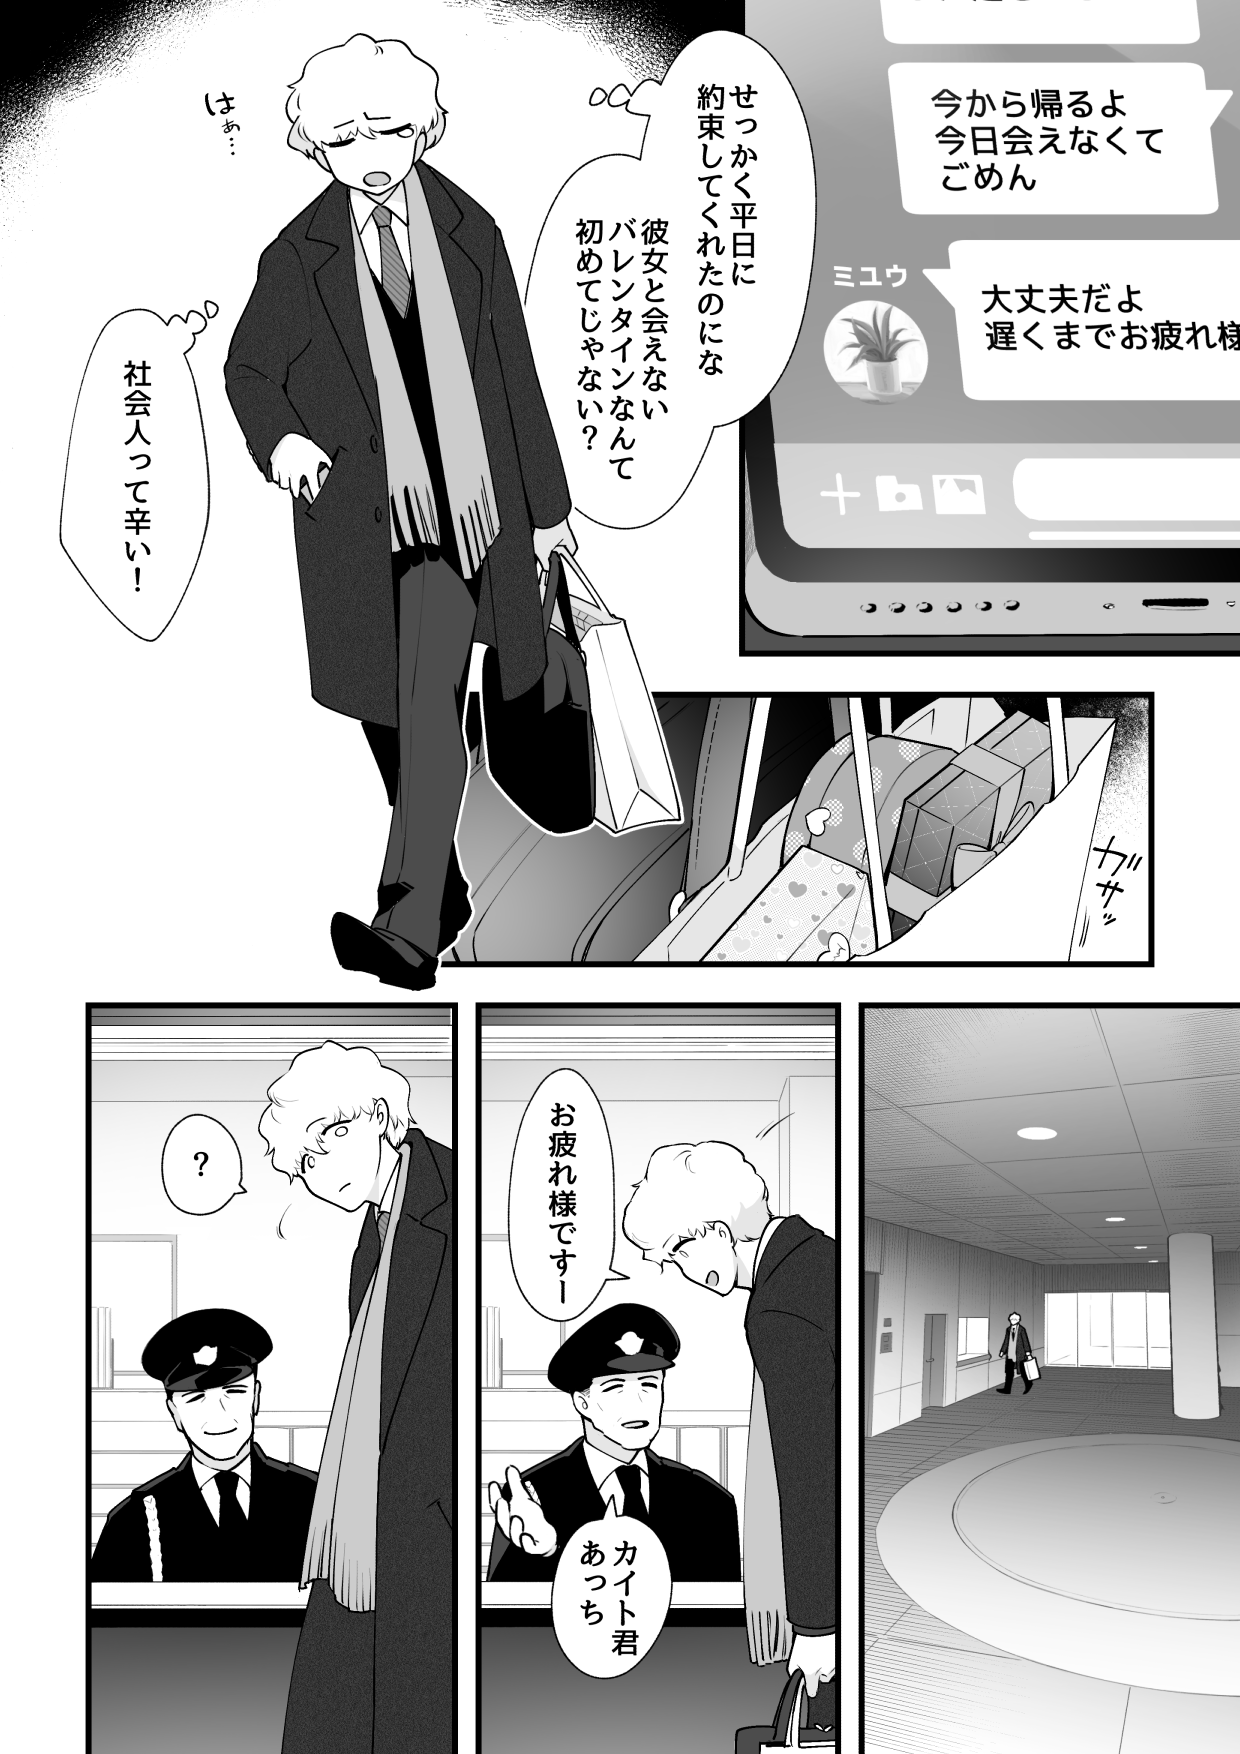 今から帰るよ
今日会えなくて
ごめん
ミユウ
大丈夫だよ
遅くまでお疲れ様
せっかく平日に
約束してくれたのにな
彼女と会えない
バレンタインなんて
初めてじゃない？
はぁ…
社会人って辛い！
ガサッ
お疲れ様ですー
カイト君
あっち
？